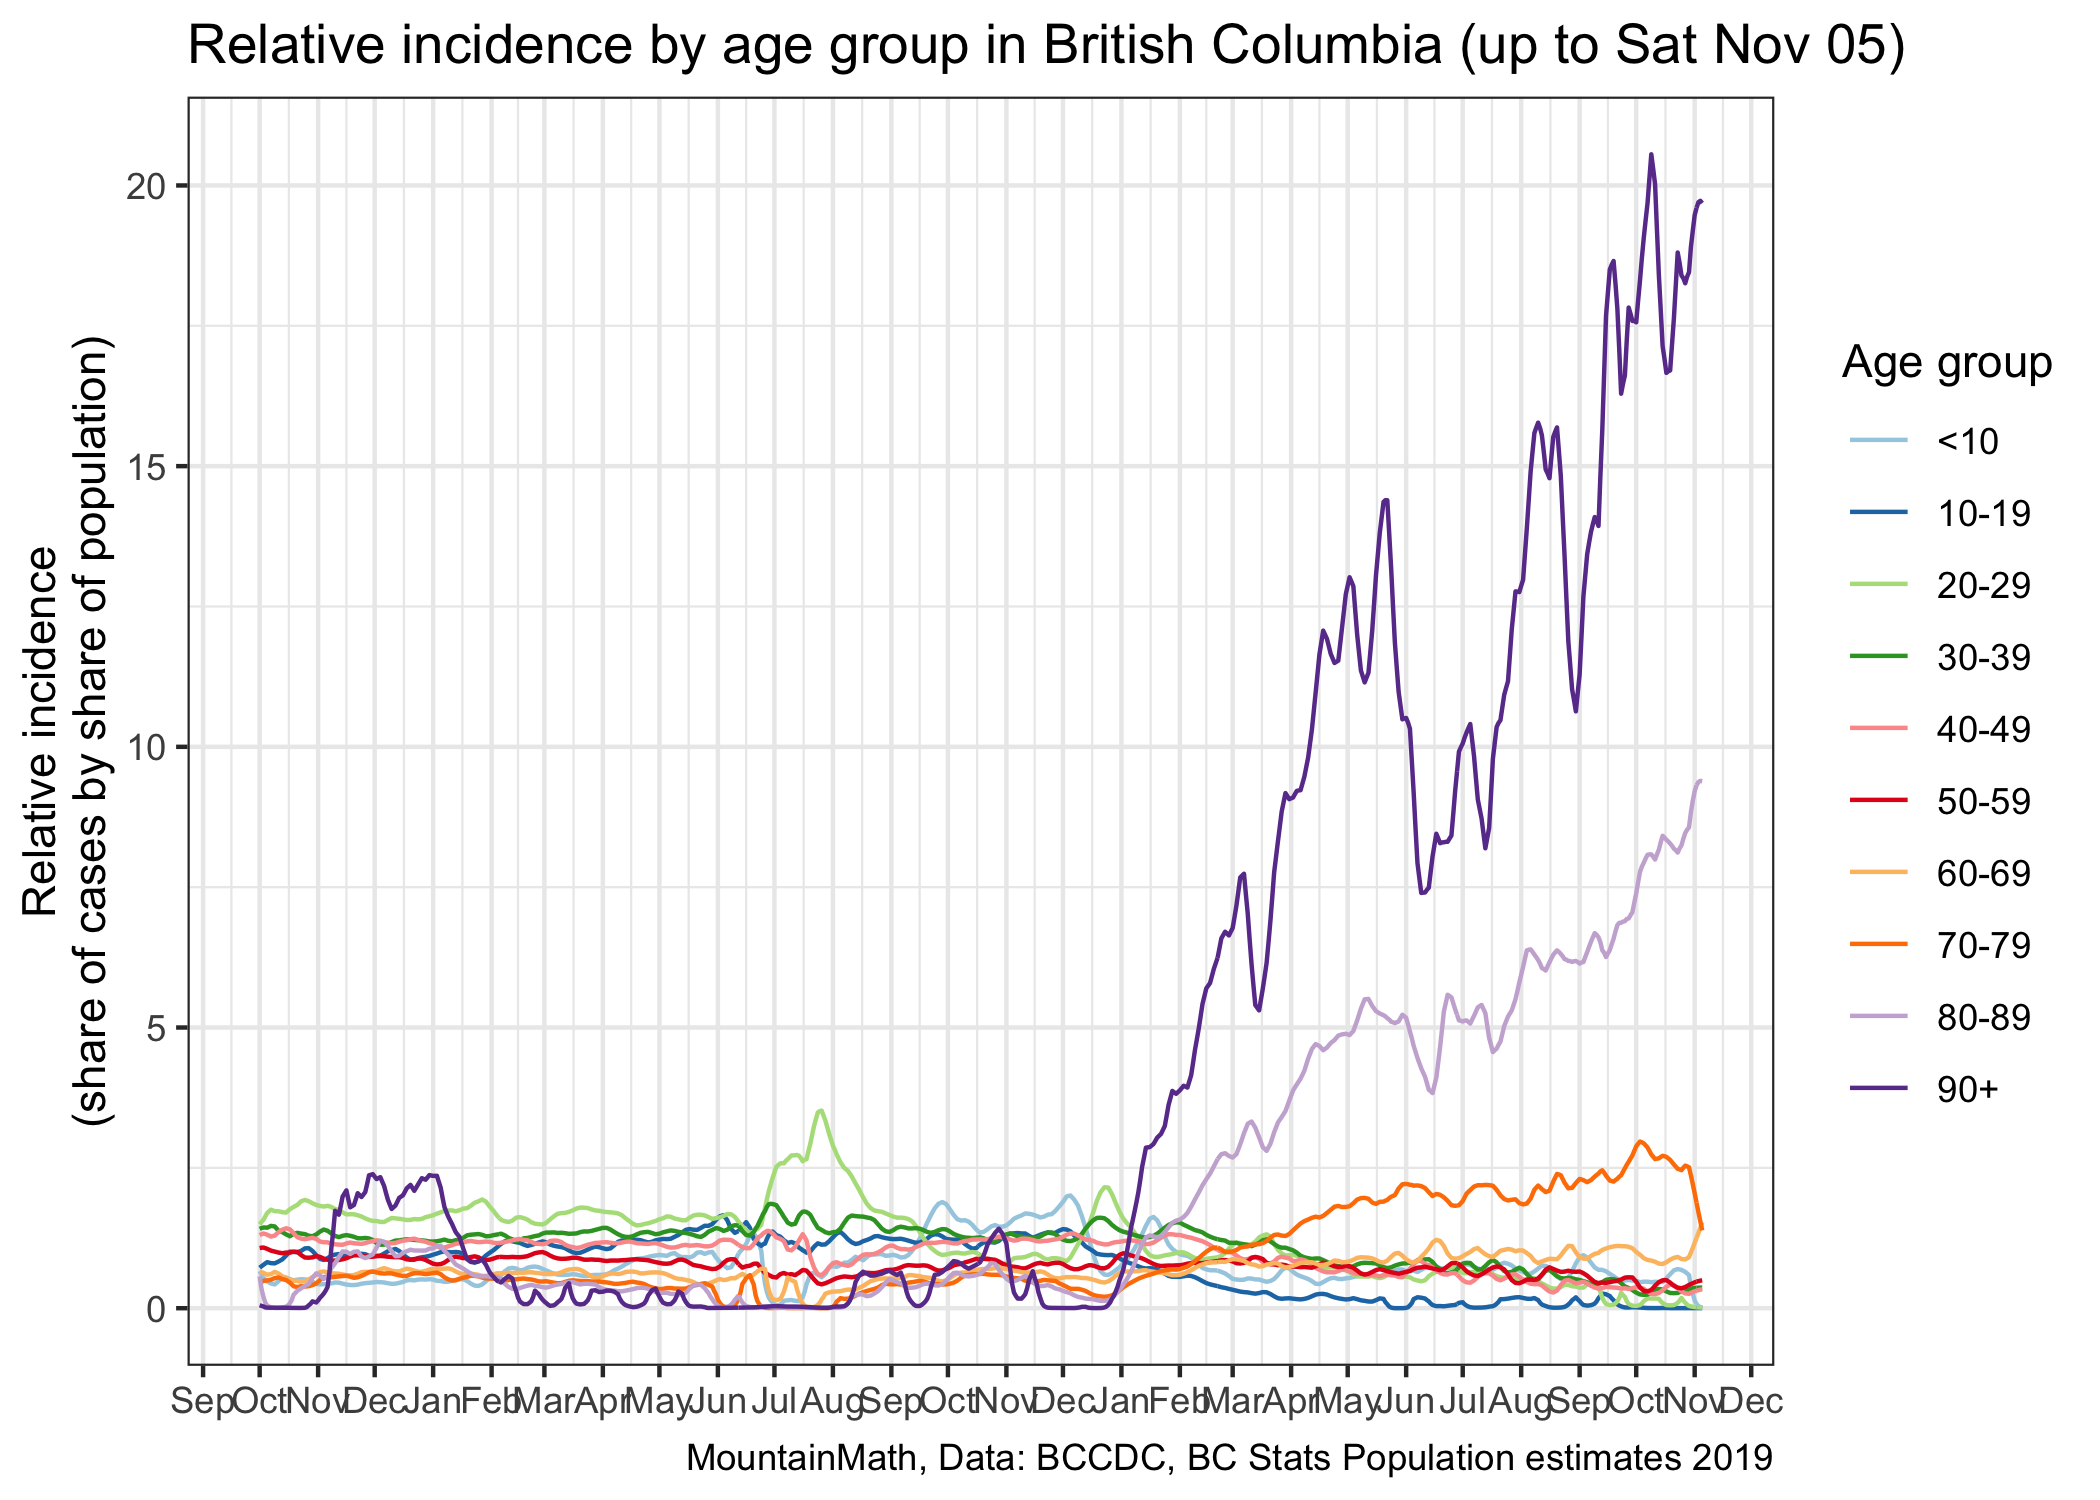 Relative incidence by age group in British Columbia (up to Sat Nov 05)
Relative incidence
(share of cases by share of population)
20
15
10
5
0
Sep Oct Nov Dec Jan Feb Mar Apr May Jun Jul Aug Sep Oct Nov Dec Jan Feb Mar Apr May Jun Jul Aug Sep Oct Nov Dec
Age group
<10
10-19
20-29
30-39
40-49
50-59
60-69
70-79
80-89
90+
MountainMath, Data: BCCDC, BC Stats Population estimates 2019